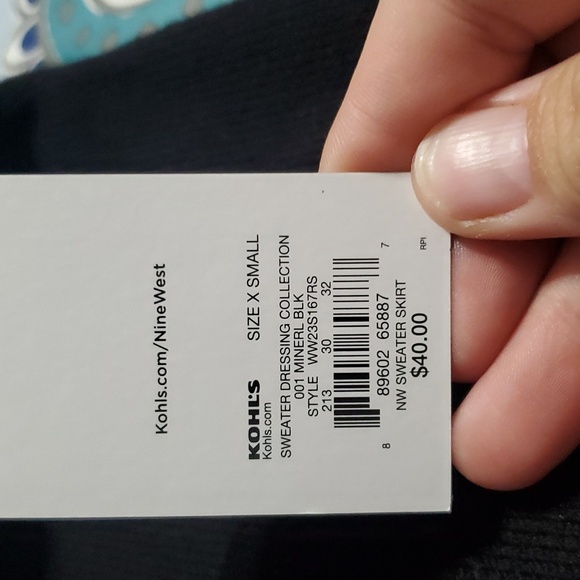 Kohls.com/NineWest
KOHL'S SIZE X SMALL
Kohls.com
SWEATER DRESSING COLLECTION
001 MINERL BLK
STYLE WW23S167RS
213 30 32
8 89602 65887 7
NW SWEATER SKIRT
$40.00
RPI